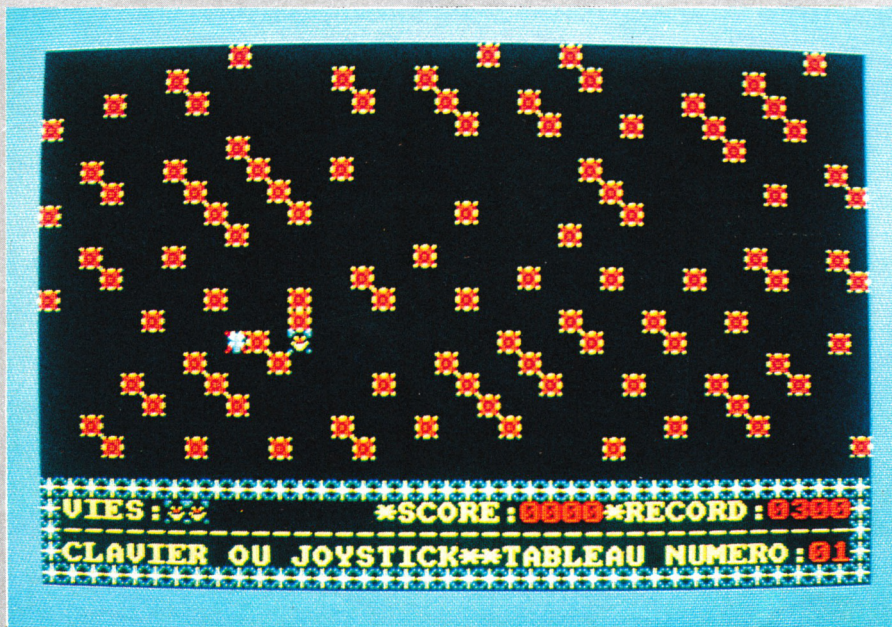 VIES:
*SCORE:0000*RECORD:0300
CLAVIER OU JOYSTICK**TABLEAU NUMERO:01